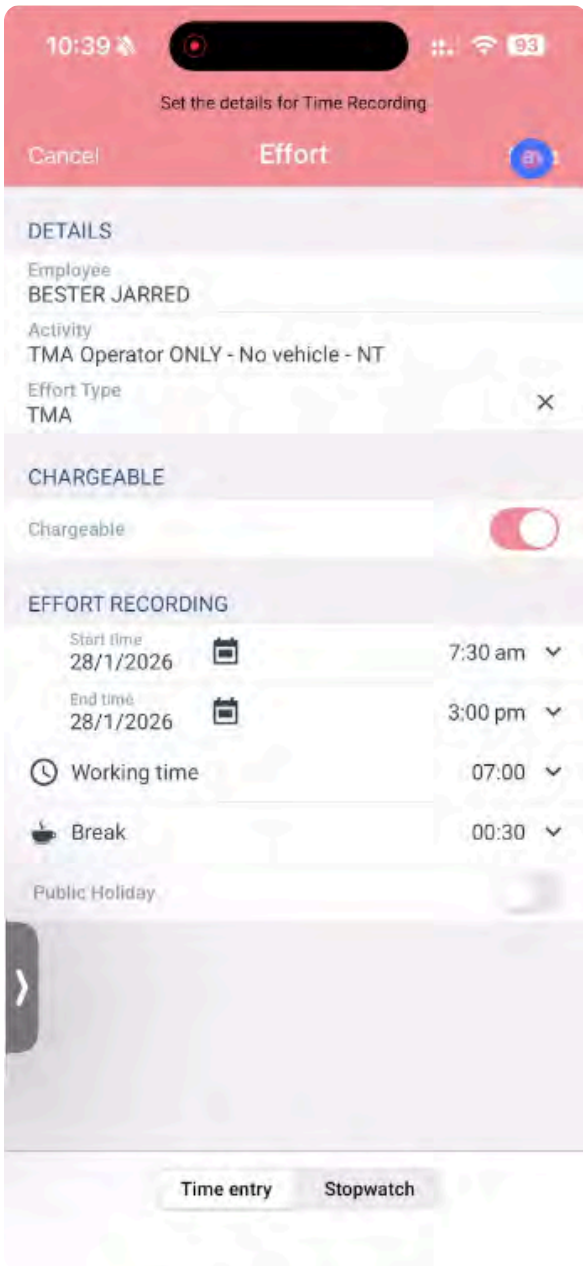 10:39
93
Set the details for Time Recording
Cancel Effort
DETAILS
Employee
BESTER JARRED
Activity
TMA Operator ONLY - No vehicle - NT
Effort Type
TMA
CHARGEABLE
Chargeable
EFFORT RECORDING
Start time
28/1/2026 7:30 am
End time
28/1/2026 3:00 pm
Working time 07:00
Break 00:30
Public Holiday
Time entry Stopwatch